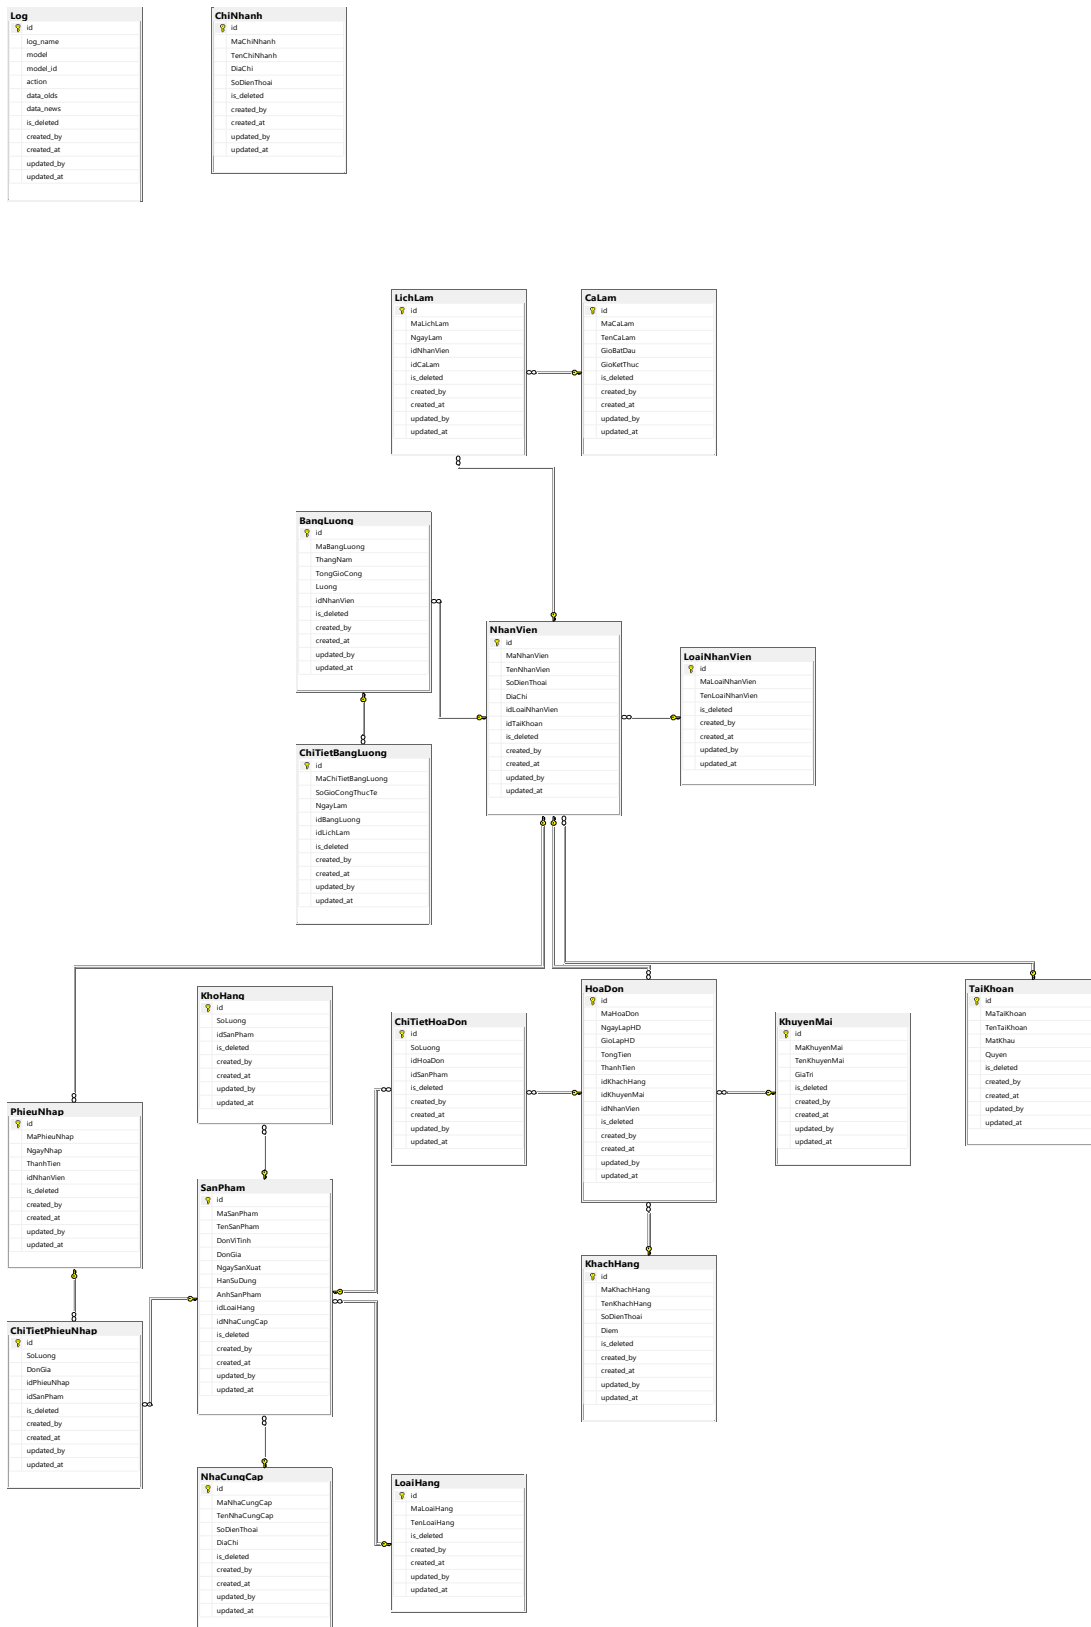 Log
id
log_name
model
model_id
action
data_olds
data_news
is_deleted
created_by
created_at
updated_by
updated_at
ChiNhanh
id
MaChiNhanh
TenChiNhanh
DiaChi
SoDienThoai
is_deleted
created_by
created_at
updated_by
updated_at
LichLam
id
MaLichLam
NgayLam
idNhanVien
idCaLam
is_deleted
created_by
created_at
updated_by
updated_at
CaLam
id
MaCaLam
TenCaLam
GioBatDau
GioKetThuc
is_deleted
created_by
created_at
updated_by
updated_at
BangLuong
id
MaBangLuong
ThangNam
TongGioCong
Luong
idNhanVien
is_deleted
created_by
created_at
updated_by
updated_at
NhanVien
id
MaNhanVien
TenNhanVien
SoDienThoai
DiaChi
idLoaiNhanVien
idTaiKhoan
is_deleted
created_by
created_at
updated_by
updated_at
LoaiNhanVien
id
MaLoaiNhanVien
TenLoaiNhanVien
is_deleted
created_by
created_at
updated_by
updated_at
ChiTietBangLuong
id
MaChiTietBangLuong
SoGioCongThucTe
NgayLam
idBangLuong
idLichLam
is_deleted
created_by
created_at
updated_by
updated_at
KhoHang
id
SoLuong
idSanPham
is_deleted
created_by
created_at
updated_by
updated_at
ChiTietHoaDon
id
SoLuong
idHoaDon
idSanPham
is_deleted
created_by
created_at
updated_by
updated_at
HoaDon
id
MaHoaDon
NgayLapHD
GioLapHD
TongTien
ThanhTien
idKhachHang
idKhuyenMai
idNhanVien
is_deleted
created_by
created_at
updated_by
updated_at
KhuyenMai
id
MaKhuyenMai
TenKhuyenMai
GiaTri
is_deleted
created_by
created_at
updated_by
updated_at
TaiKhoan
id
MaTaiKhoan
TenTaiKhoan
MatKhau
Quyen
is_deleted
created_by
created_at
updated_by
updated_at
PhieuNhap
id
MaPhieuNhap
NgayNhap
ThanhTien
idNhanVien
is_deleted
created_by
created_at
updated_by
updated_at
SanPham
id
MaSanPham
TenSanPham
DonViTinh
DonGia
NgaySanXuat
HanSuDung
AnhSanPham
idLoaiHang
idNhaCungCap
is_deleted
created_by
created_at
updated_by
updated_at
KhachHang
id
MaKhachHang
TenKhachHang
SoDienThoai
Diem
is_deleted
created_by
created_at
updated_by
updated_at
ChiTietPhieuNhap
id
SoLuong
DonGia
idPhieuNhap
idSanPham
is_deleted
created_by
created_at
updated_by
updated_at
NhaCungCap
id
MaNhaCungCap
TenNhaCungCap
SoDienThoai
DiaChi
is_deleted
created_by
created_at
updated_by
updated_at
LoaiHang
id
MaLoaiHang
TenLoaiHang
is_deleted
created_by
created_at
updated_by
updated_at